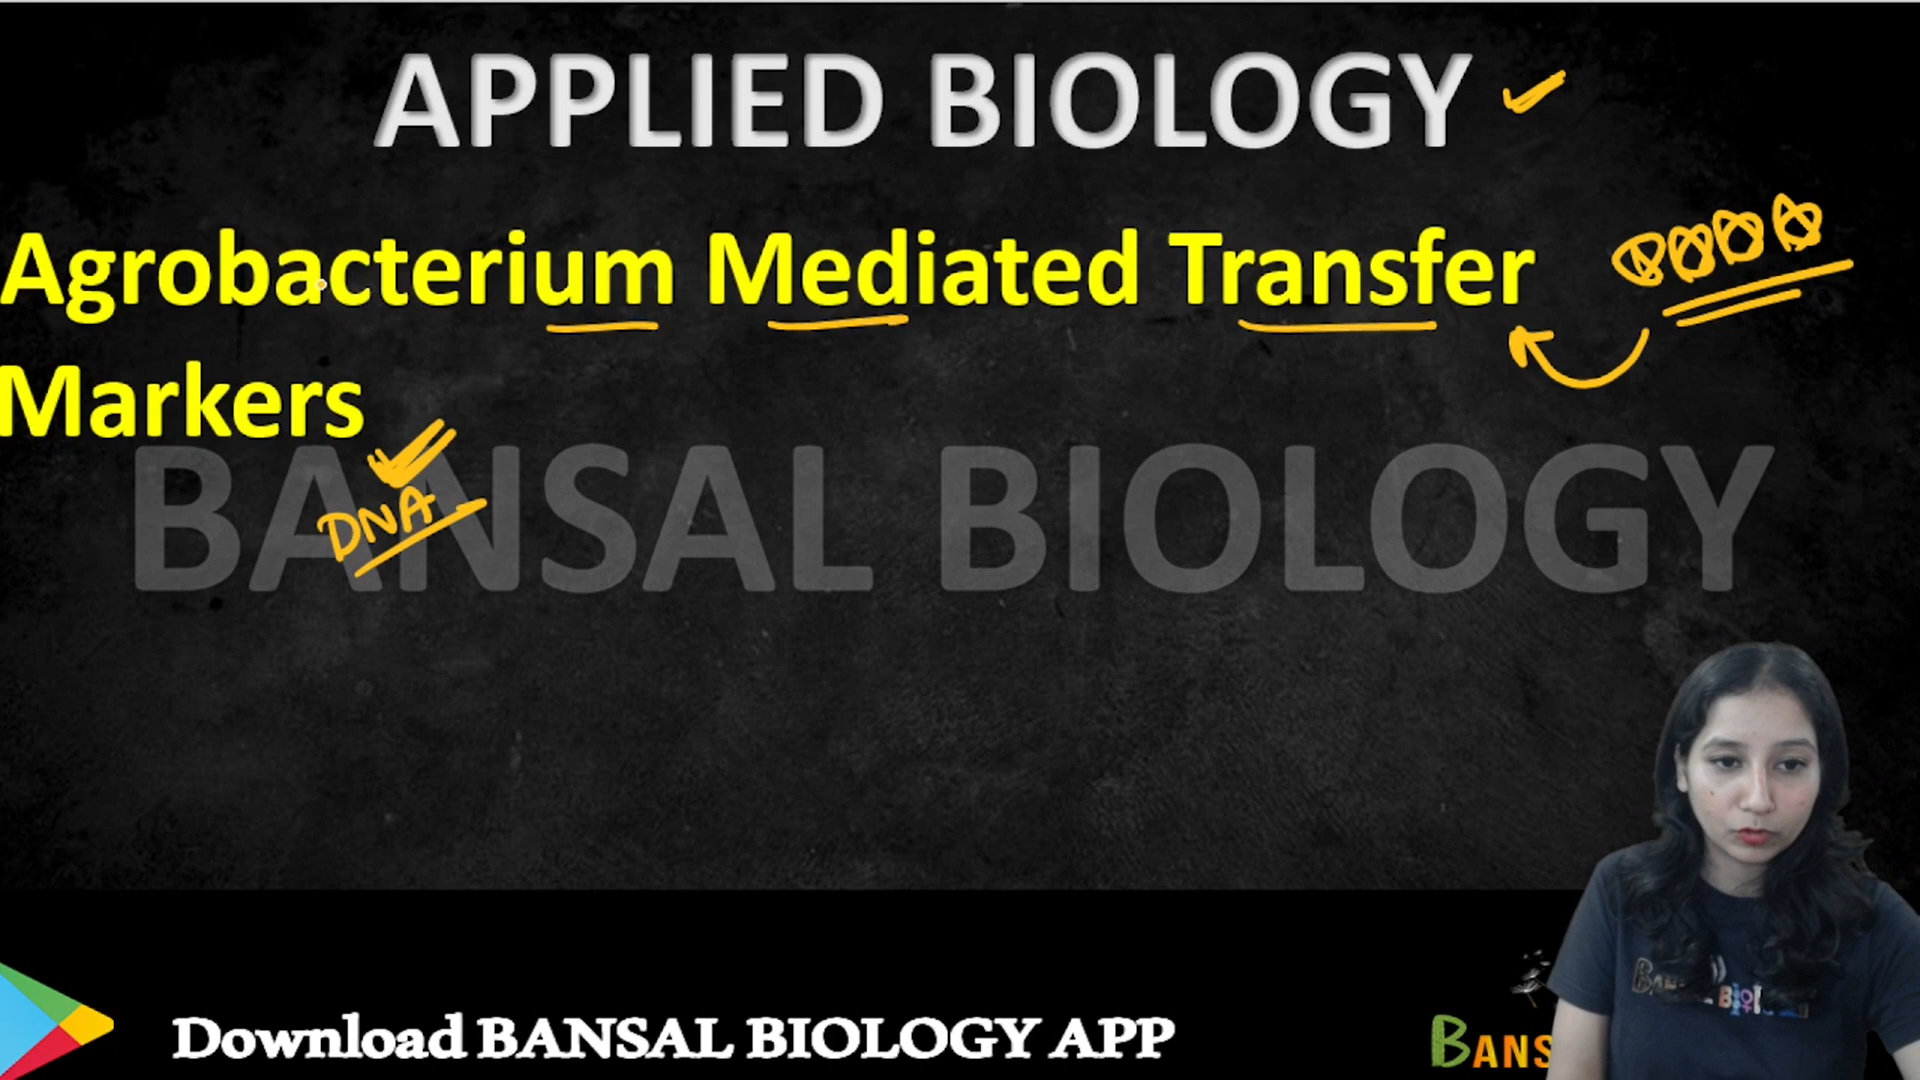 APPLIED BIOLOGY
Agrobacterium Mediated Transfer
Markers
DNA
BANSAL BIOLOGY
Download BANSAL BIOLOGY APP
BANS